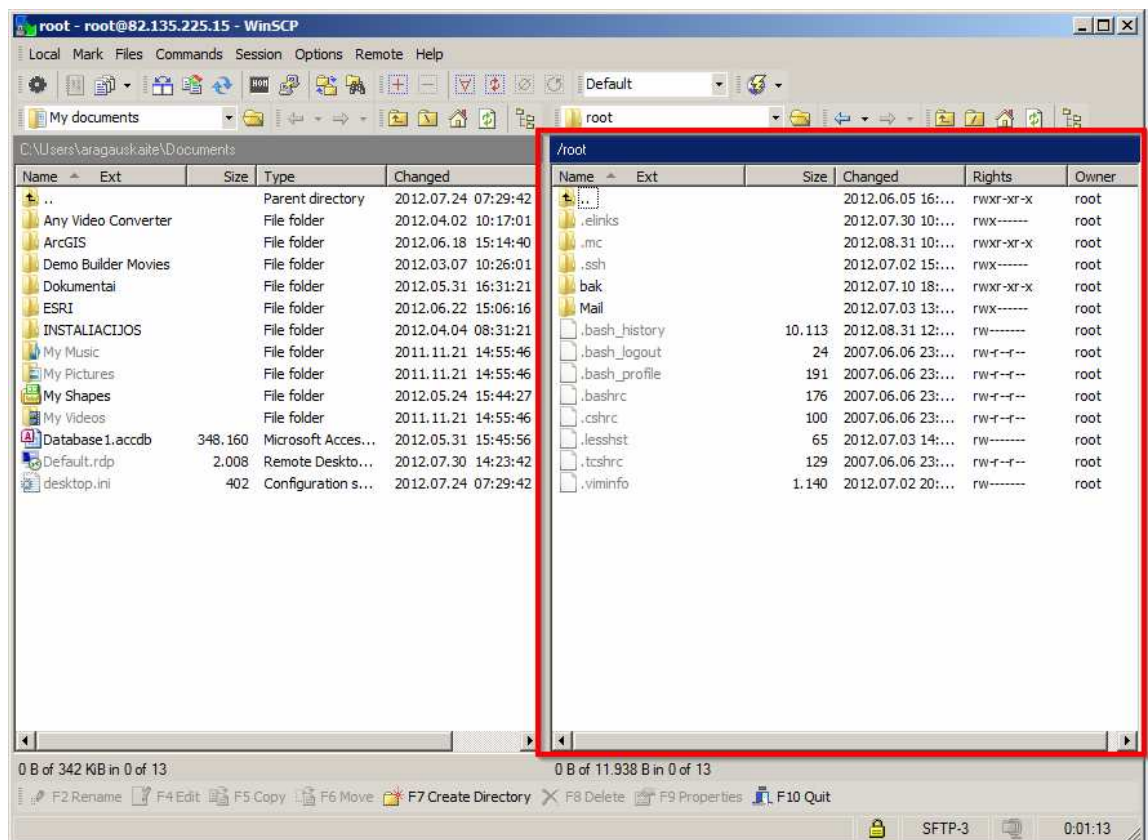 root - root@82.135.225.15 - WinSCP
Local Mark Files Commands Session Options Remote Help
Default
My documents root
C:\Users\aragauskaite\Documents
Name Ext Size Type Changed
.. Parent directory 2012.07.24 07:29:42
Any Video Converter File folder 2012.04.02 10:17:01
ArcGIS File folder 2012.06.18 15:14:40
Demo Builder Movies File folder 2012.03.07 10:26:01
Dokumentai File folder 2012.05.31 16:31:21
ESRI File folder 2012.06.22 15:06:16
INSTALIACIJOS File folder 2012.04.04 08:31:21
My Music File folder 2011.11.21 14:55:46
My Pictures File folder 2011.11.21 14:55:46
My Shapes File folder 2012.05.24 15:44:27
My Videos File folder 2011.11.21 14:55:46
Database1.accdb 348.160 Microsoft Acces... 2012.05.31 15:45:56
Default.rdp 2.008 Remote Deskto... 2012.07.30 14:23:42
desktop.ini 402 Configuration s... 2012.07.24 07:29:42
0 B of 342 KiB in 0 of 13
/root
Name Ext Size Changed Rights Owner
.. 2012.06.05 16:... rwxr-xr-x root
.elinks 2012.07.30 10:... rwx------ root
.mc 2012.08.31 10:... rwxr-xr-x root
.ssh 2012.07.02 15:... rwx------ root
bak 2012.07.10 18:... rwxr-xr-x root
Mail 2012.07.03 13:... rwx------ root
.bash_history 10.113 2012.08.31 12:... rw------- root
.bash_logout 24 2007.06.06 23:... rw-r--r-- root
.bash_profile 191 2007.06.06 23:... rw-r--r-- root
.bashrc 176 2007.06.06 23:... rw-r--r-- root
.cshrc 100 2007.06.06 23:... rw-r--r-- root
.lesshst 65 2012.07.03 14:... rw------- root
.tcshrc 129 2007.06.06 23:... rw-r--r-- root
.viminfo 1.140 2012.07.02 20:... rw------- root
0 B of 11.938 B in 0 of 13
F2 Rename F4 Edit F5 Copy F6 Move F7 Create Directory F8 Delete F9 Properties F10 Quit
SFTP-3 0:01:13